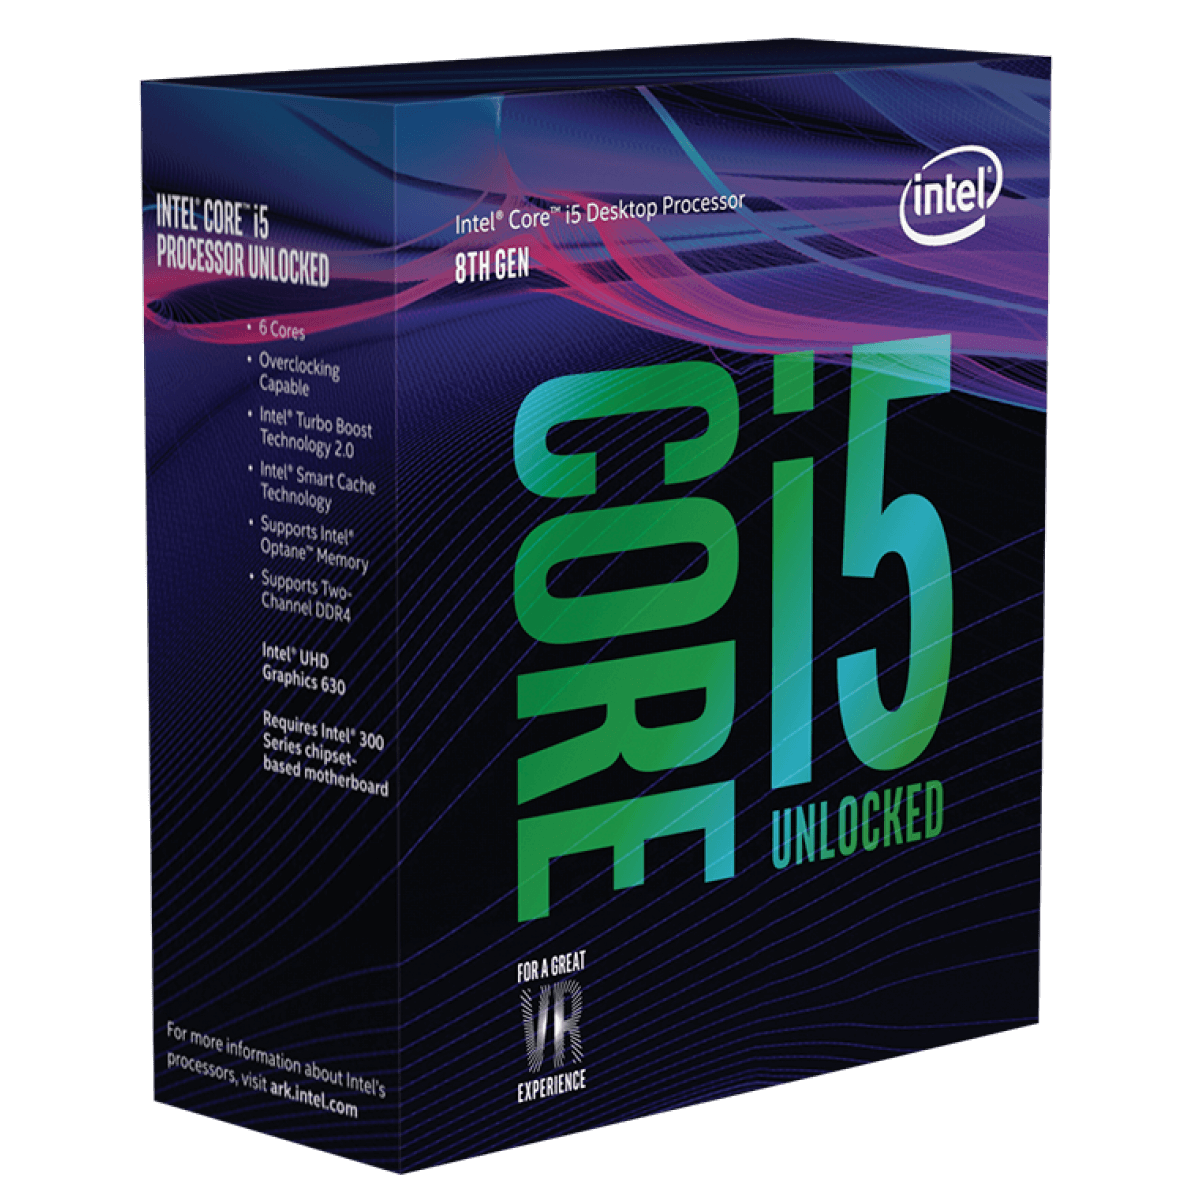 INTEL® CORE™ i5
PROCESSOR UNLOCKED
• 6 Cores
• Overclocking
Capable
• Intel® Turbo Boost
Technology 2.0
• Intel® Smart Cache
Technology
• Supports Intel®
Optane™ Memory
• Supports Two-
Channel DDR4
Intel® UHD
Graphics 630
Requires Intel® 300
Series chipset-
based motherboard
For more information about Intel's
processors, visit ark.intel.com
Intel® Core™ i5 Desktop Processor
8TH GEN
intel®
CORE
i5
UNLOCKED
FOR A GREAT
VR
EXPERIENCE